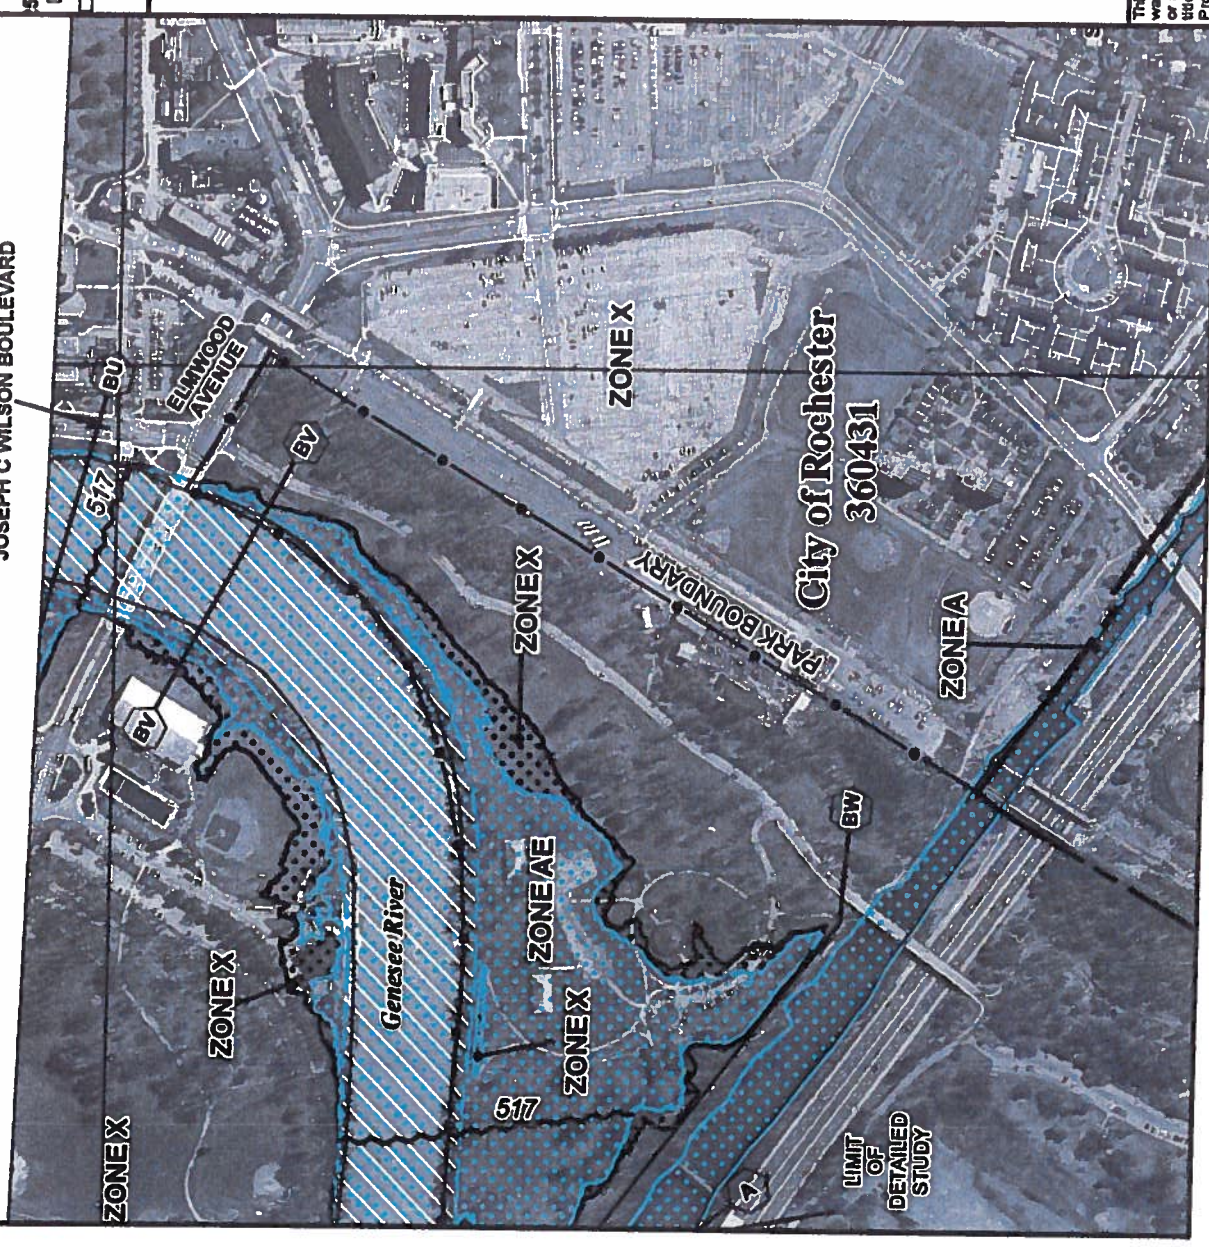 JOSEPH C WILSON BOULEVARD
BU
517
ELMWOOD
AVENUE
BV
BV
ZONE X
ZONE X
City of Rochester
360431
PARK BOUNDARY
ZONE A
BW
ZONE AE
Genesee River
ZONE X
ZONE X
517
ZONE X
LIMIT
OF
DETAILED
STUDY
A